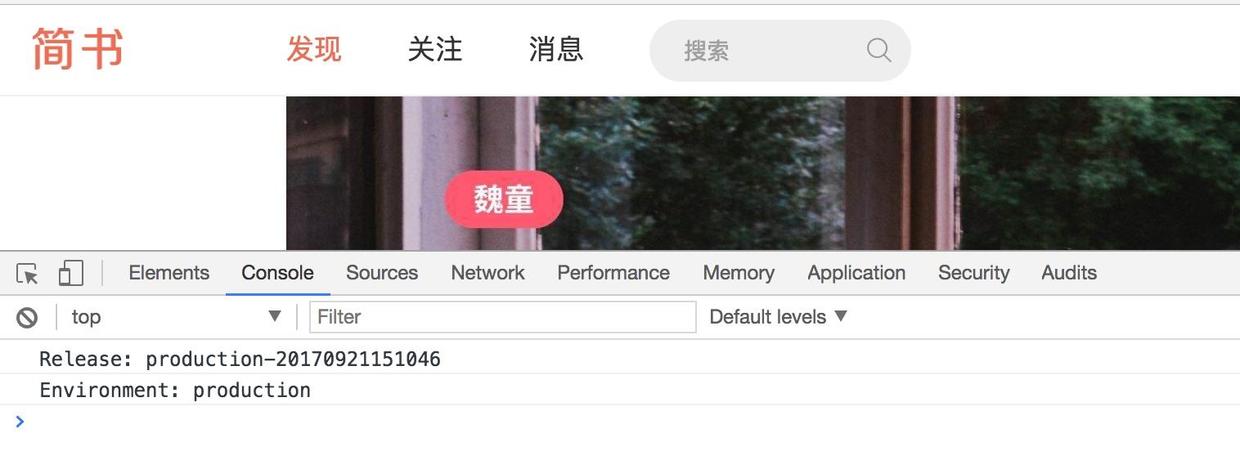 简书 发现 关注 消息 搜索
魏童
Elements Console Sources Network Performance Memory Application Security Audits
top Filter Default levels
Release: production-20170921151046
Environment: production